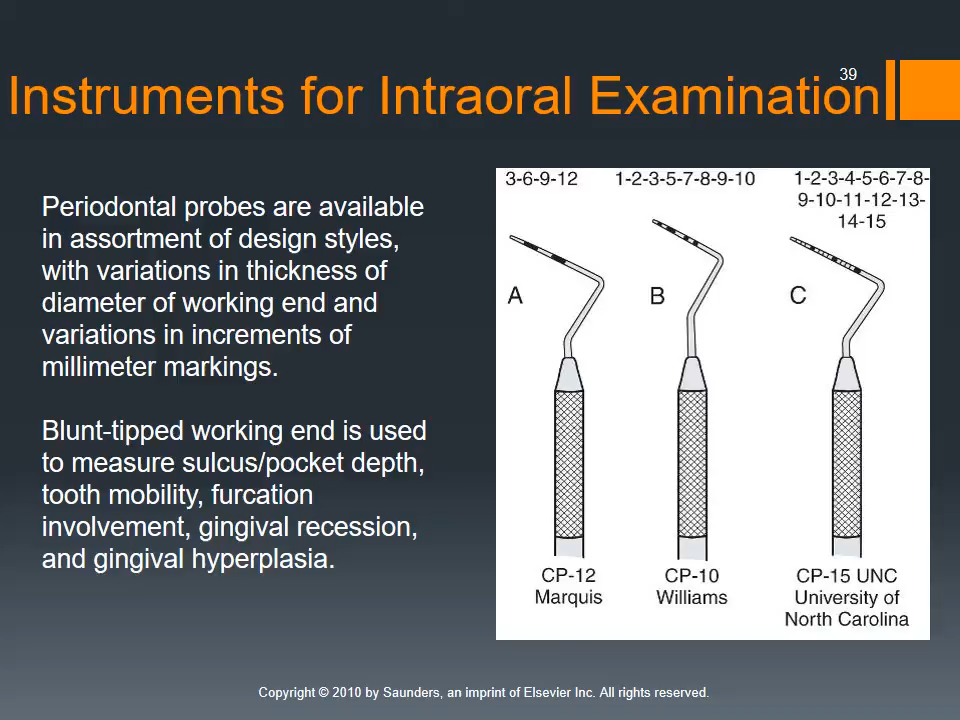 39
Instruments for Intraoral Examination
Periodontal probes are available
in assortment of design styles,
with variations in thickness of
diameter of working end and
variations in increments of
millimeter markings.
Blunt-tipped working end is used
to measure sulcus/pocket depth,
tooth mobility, furcation
involvement, gingival recession,
and gingival hyperplasia.
3-6-9-12
1-2-3-5-7-8-9-10
1-2-3-4-5-6-7-8-
9-10-11-12-13-
14-15
A
B
C
CP-12
Marquis
CP-10
Williams
CP-15 UNC
University of
North Carolina
Copyright © 2010 by Saunders, an imprint of Elsevier Inc. All rights reserved.